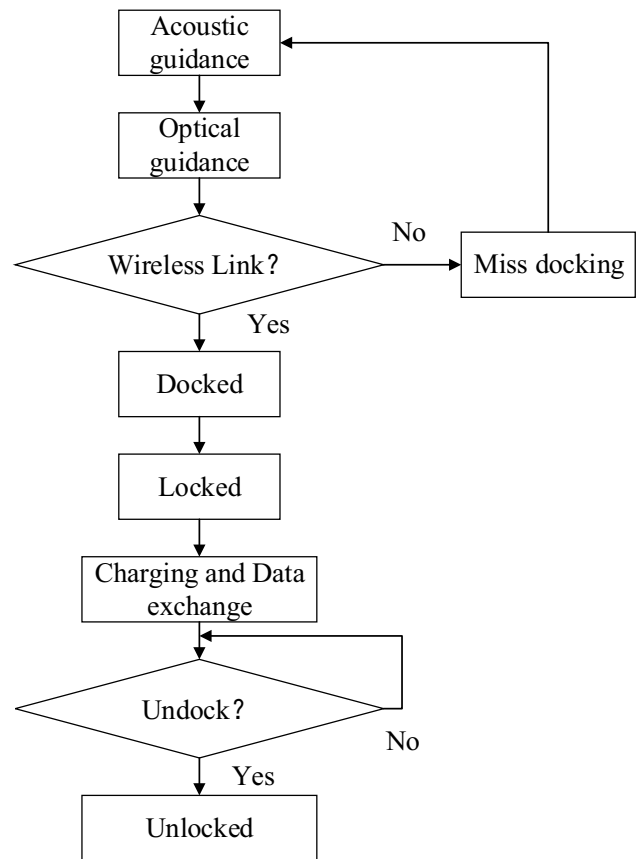 Acoustic
guidance
Optical
guidance
Wireless Link?
No
Miss docking
Yes
Docked
Locked
Charging and Data
exchange
Undock?
No
Yes
Unlocked